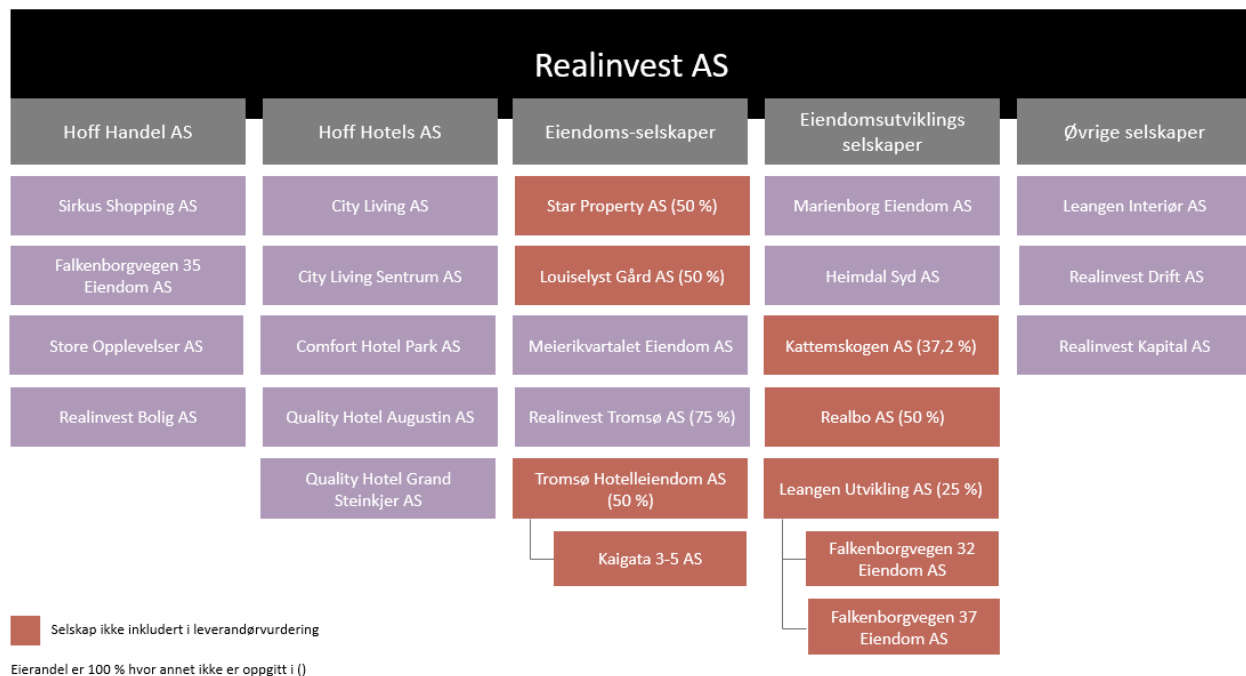 Realinvest AS
Hoff Handel AS
Hoff Hotels AS
Eiendoms-selskaper
Eiendomsutviklings
selskaper
Øvrige selskaper
Sirkus Shopping AS
Falkenborgvegen 35
Eiendom AS
Store Opplevelser AS
Realinvest Bolig AS
City Living AS
City Living Sentrum AS
Comfort Hotel Park AS
Quality Hotel Augustin AS
Quality Hotel Grand
Steinkjer AS
Star Property AS (50 %)
Louiselyst Gård AS (50 %)
Meierikvartalet Eiendom AS
Realinvest Tromsø AS (75 %)
Tromsø Hotelleiendom AS
(50 %)
Kaigata 3-5 AS
Marienborg Eiendom AS
Heimdal Syd AS
Kattemskogen AS (37,2 %)
Realbo AS (50 %)
Leangen Utvikling AS (25 %)
Falkenborgvegen 32
Eiendom AS
Falkenborgvegen 37
Eiendom AS
Leangen Interiør AS
Realinvest Drift AS
Realinvest Kapital AS
Selskap ikke inkludert i leverandørvurdering
Eierandel er 100 % hvor annet ikke er oppgitt i ()